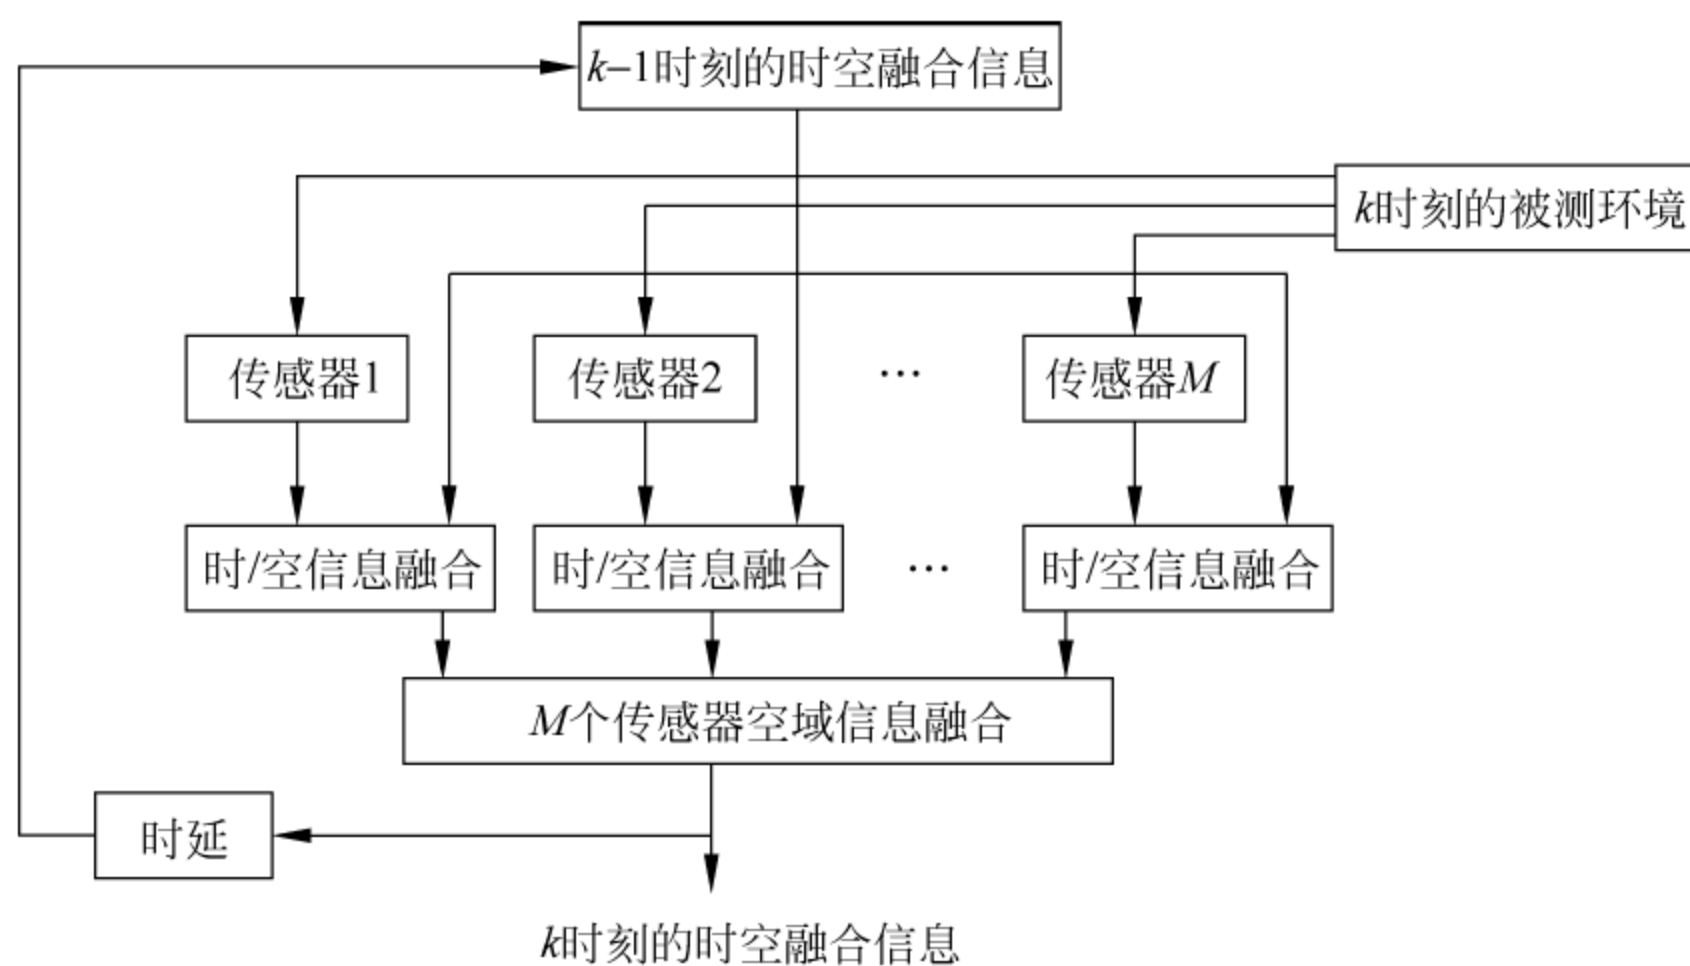 k−1时刻的时空融合信息
k时刻的被测环境
传感器1
传感器2
…
传感器M
时/空信息融合
时/空信息融合
…
时/空信息融合
M个传感器空域信息融合
时延
k时刻的时空融合信息